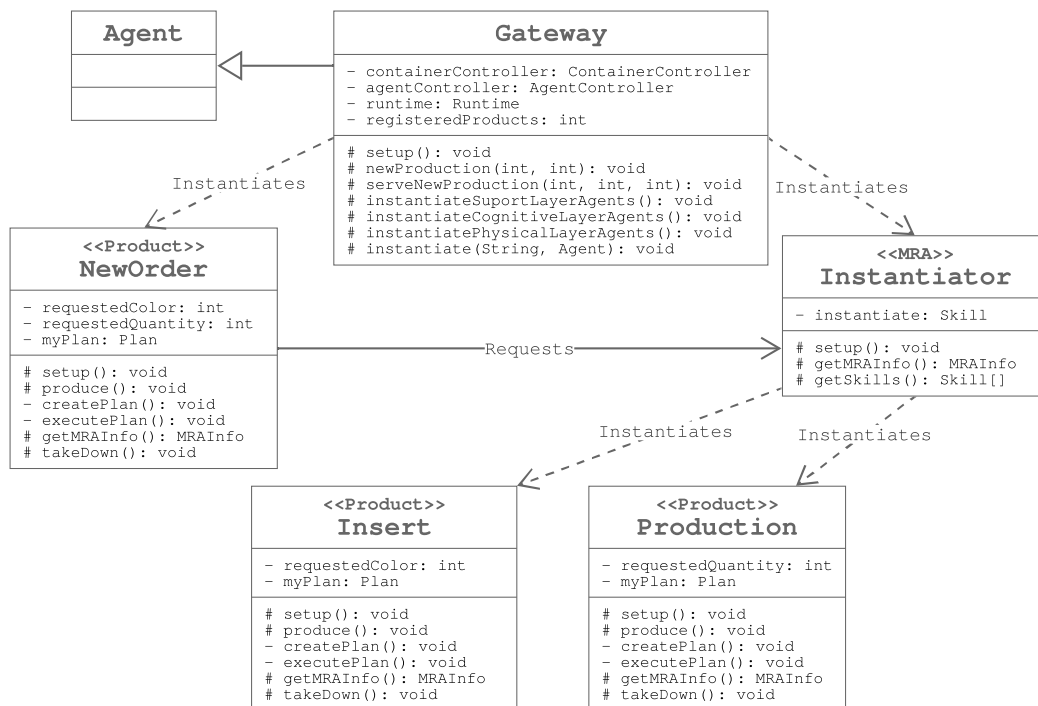 Agent
Gateway
- containerController: ContainerController
- agentController: AgentController
- runtime: Runtime
- registeredProducts: int
# setup(): void
# newProduction(int, int): void
# serveNewProduction(int, int, int): void
# instantiateSuportLayerAgents(): void
# instantiateCognitiveLayerAgents(): void
# instantiatePhysicalLayerAgents(): void
# instantiate(String, Agent): void
Instantiates
Instantiates
<<Product>>
NewOrder
- requestedColor: int
- requestedQuantity: int
- myPlan: Plan
# setup(): void
# produce(): void
- createPlan(): void
- executePlan(): void
# getMRAInfo(): MRAInfo
# takeDown(): void
Requests
<<MRA>>
Instantiator
- instantiate: Skill
# setup(): void
# getMRAInfo(): MRAInfo
# getSkills(): Skill[]
Instantiates
Instantiates
<<Product>>
Insert
- requestedColor: int
- myPlan: Plan
# setup(): void
# produce(): void
- createPlan(): void
- executePlan(): void
# getMRAInfo(): MRAInfo
# takeDown(): void
<<Product>>
Production
- requestedQuantity: int
- myPlan: Plan
# setup(): void
# produce(): void
- createPlan(): void
- executePlan(): void
# getMRAInfo(): MRAInfo
# takeDown(): void